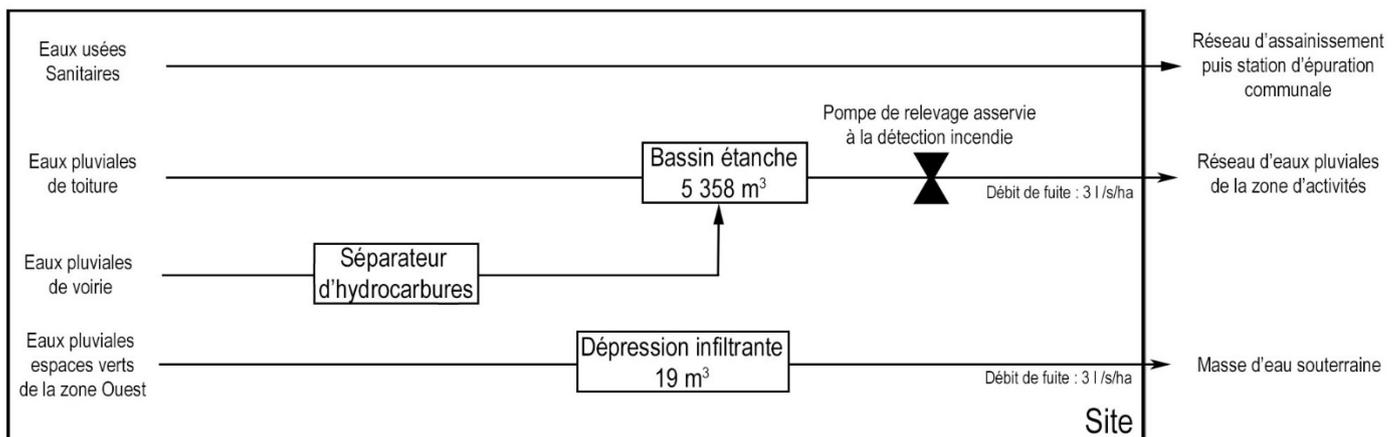 Eaux usées
Sanitaires
Réseau d'assainissement
puis station d'épuration
communale
Pompe de relevage asservie
à la détection incendie
Eaux pluviales
de toiture
Bassin étanche
5 358 m³
Débit de fuite : 3 l /s/ha
Réseau d'eaux pluviales
de la zone d'activités
Eaux pluviales
de voirie
Séparateur
d'hydrocarbures
Eaux pluviales
espaces verts
de la zone Ouest
Dépression infiltrante
19 m³
Débit de fuite : 3 l /s/ha
Masse d'eau souterraine
Site